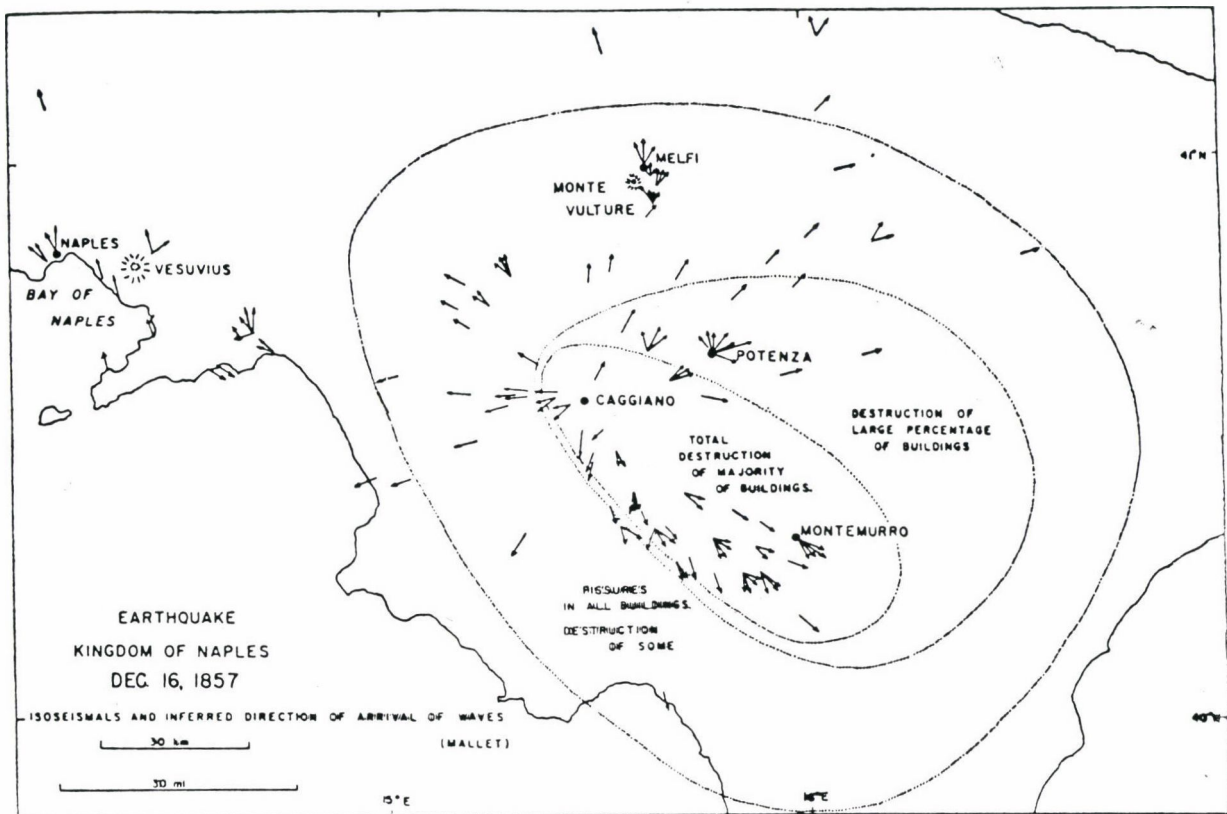 MELFI
41°N
MONTE
VULTURE
NAPLES
VESUVIUS
BAY OF
NAPLES
POTENZA
CAGGIANO
DESTRUCTION OF
LARGE PERCENTAGE
OF BUILDINGS
TOTAL
DESTRUCTION
OF MAJORITY
OF BUILDINGS.
MONTEMURRO
FISSURES
IN ALL BUILDINGS.
DESTRUCTION
OF SOME
EARTHQUAKE
KINGDOM OF NAPLES
DEC. 16, 1857
ISOSEISMALS AND INFERRED DIRECTION OF ARRIVAL OF WAVES
(MALLET)
40°N
30 km
30 mi
15°E
16°E